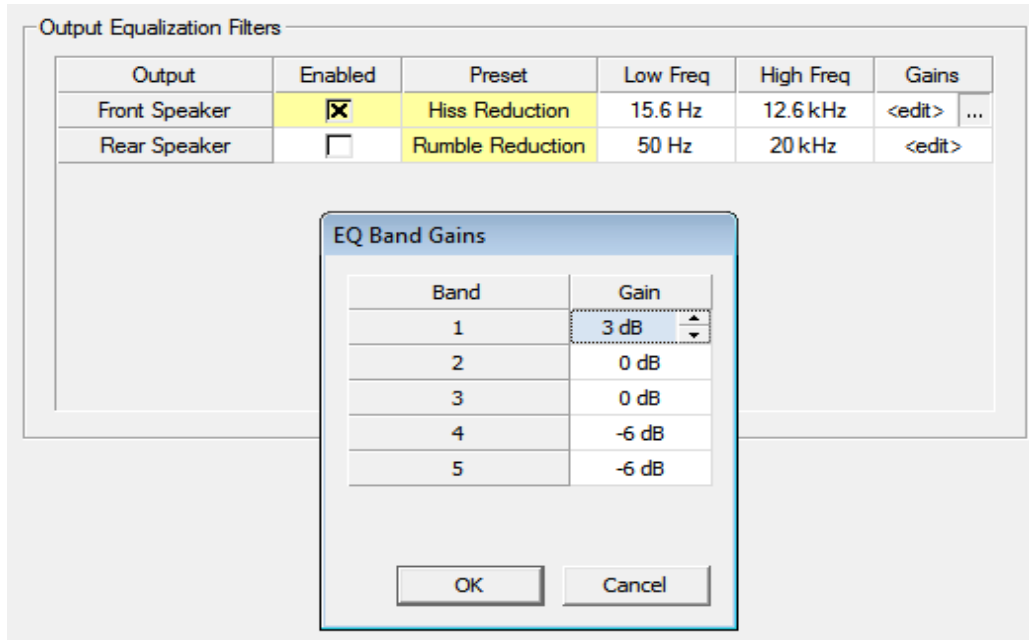 Output Equalization Filters
Output Enabled Preset Low Freq High Freq Gains
Front Speaker Hiss Reduction 15.6 Hz 12.6 kHz <edit> ...
Rear Speaker Rumble Reduction 50 Hz 20 kHz <edit>
EQ Band Gains
Band Gain
1 3 dB
2 0 dB
3 0 dB
4 -6 dB
5 -6 dB
OK Cancel